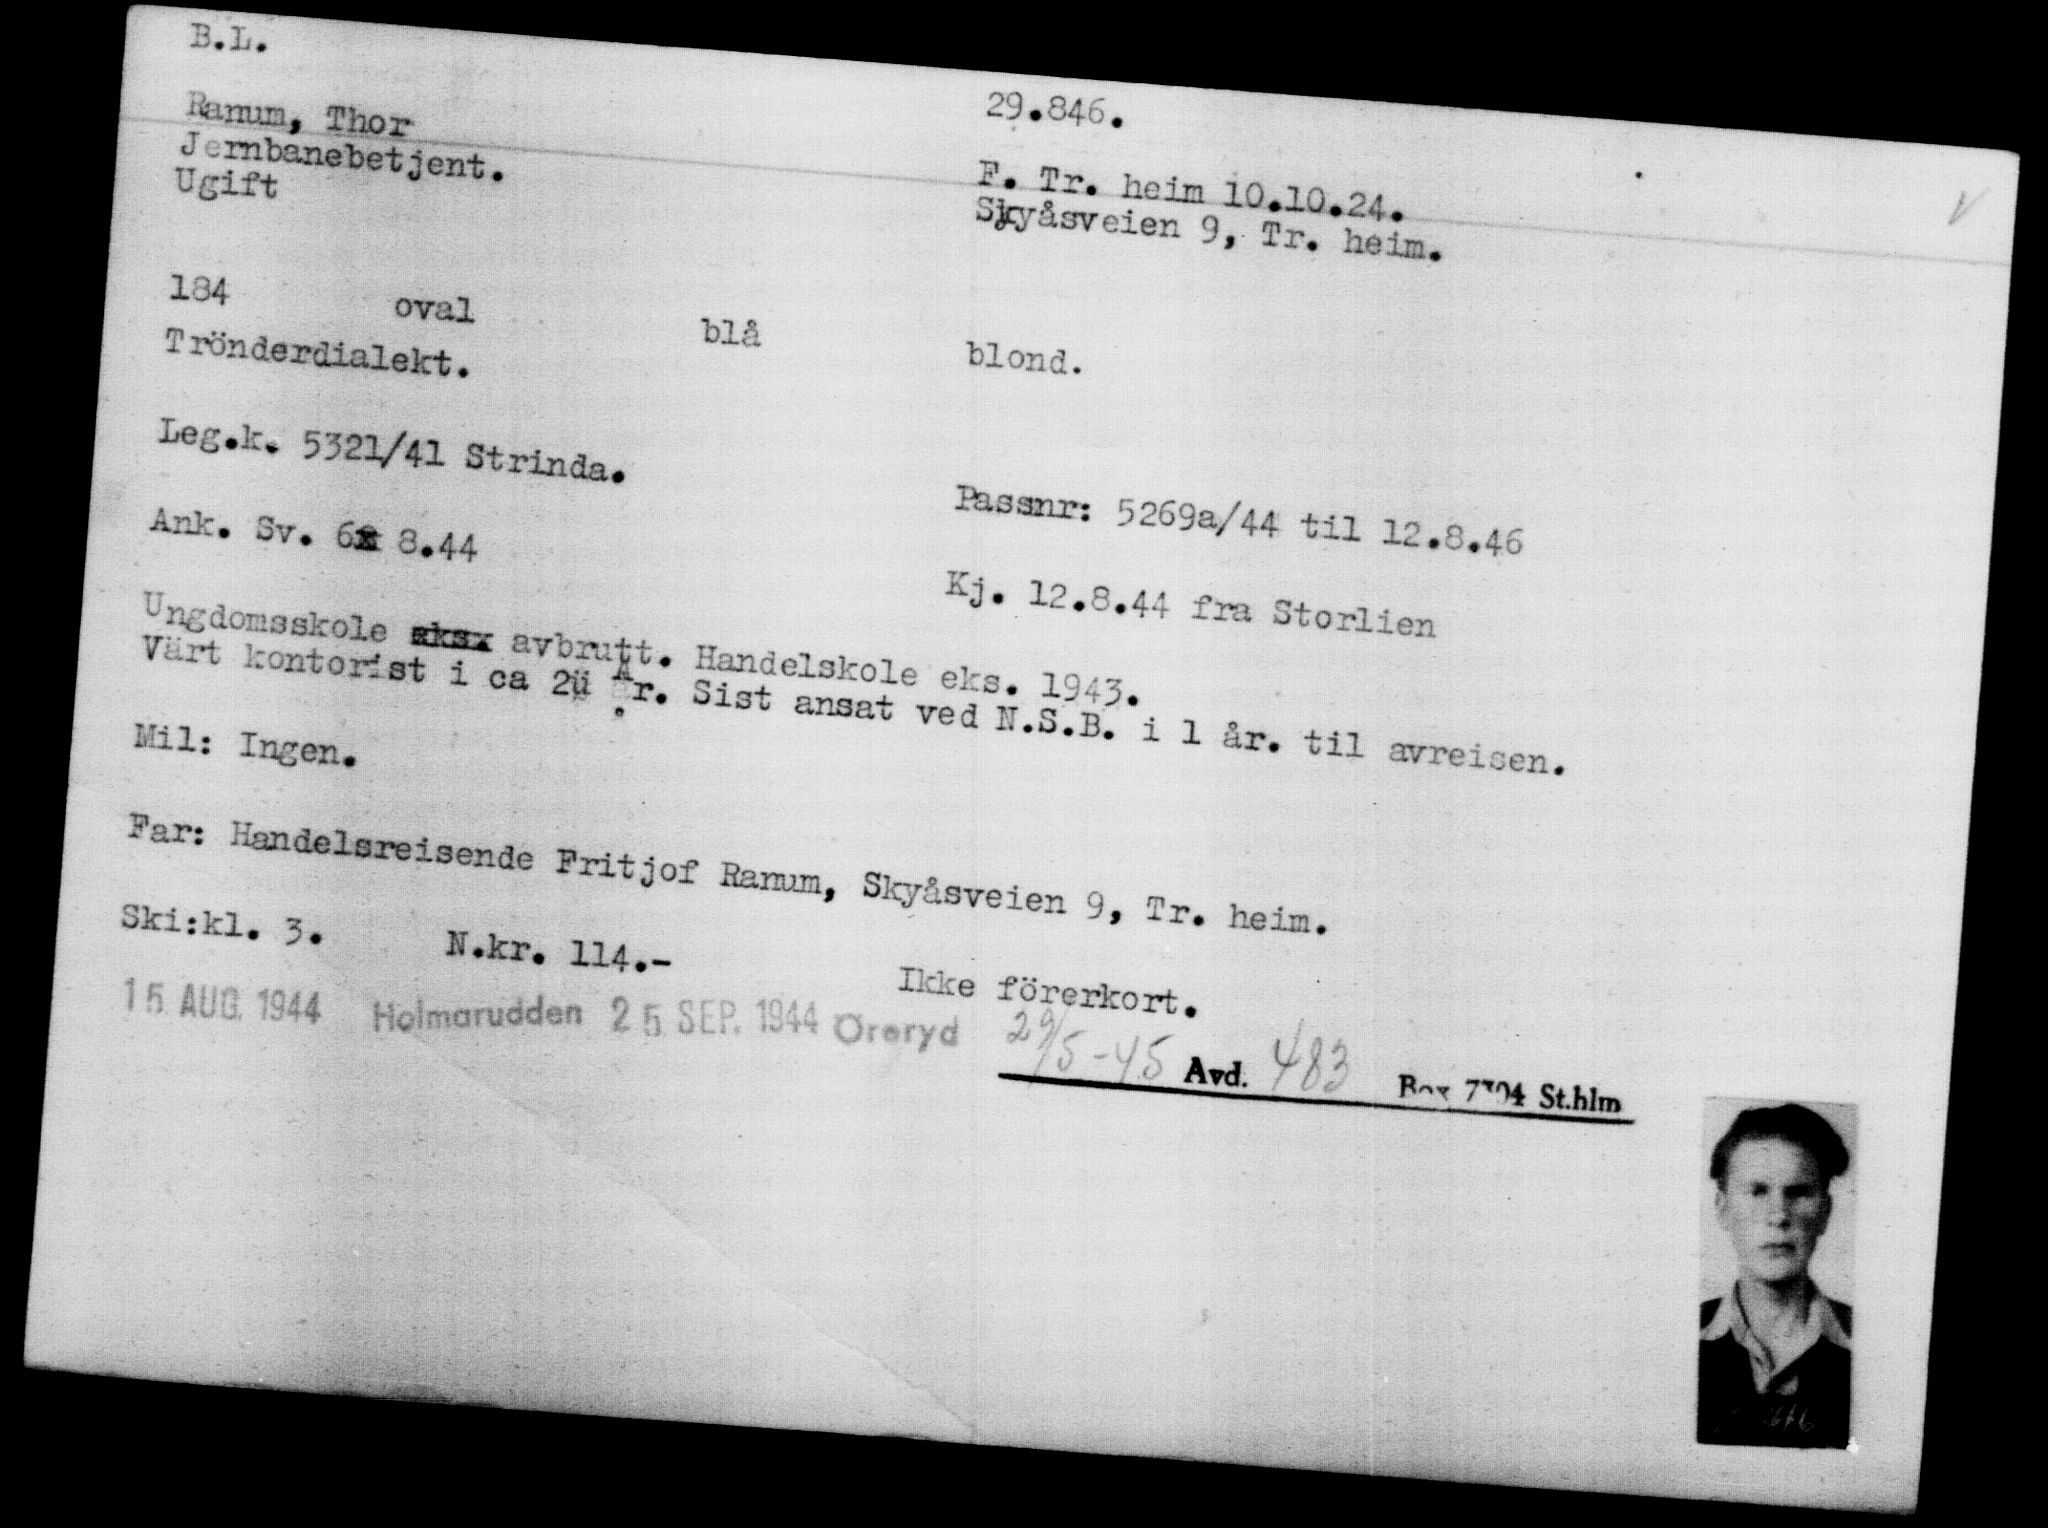 B.L.
29.846.
Ranum, Thor
Jernbanebetjent.
F. Tr. heim 10.10.24.
Ugift
Skyåsveien 9, Tr. heim.
184 oval blå blond.
Trönderdialekt.
Leg.k. 5321/41 Strinda.
Passnr: 5269a/44 til 12.8.46
Ank. Sv. 6 8.44
Kj. 12.8.44 fra Storlien
Ungdomsskole avbrutt. Handelskole eks. 1943.
Värt kontorist i ca 2ü År. Sist ansat ved N.S.B. i 1 år. til avreisen.
Mil: Ingen.
Far: Handelsreisende Fritjof Ranum, Skyåsveien 9, Tr. heim.
Ski:kl. 3. N.kr. 114.- Ikke förerkort.
15 AUG. 1944 Holmarudden 25 SEP. 1944 Öreryd 29/5-45 Avd. 483 Box 7304 St.hlm